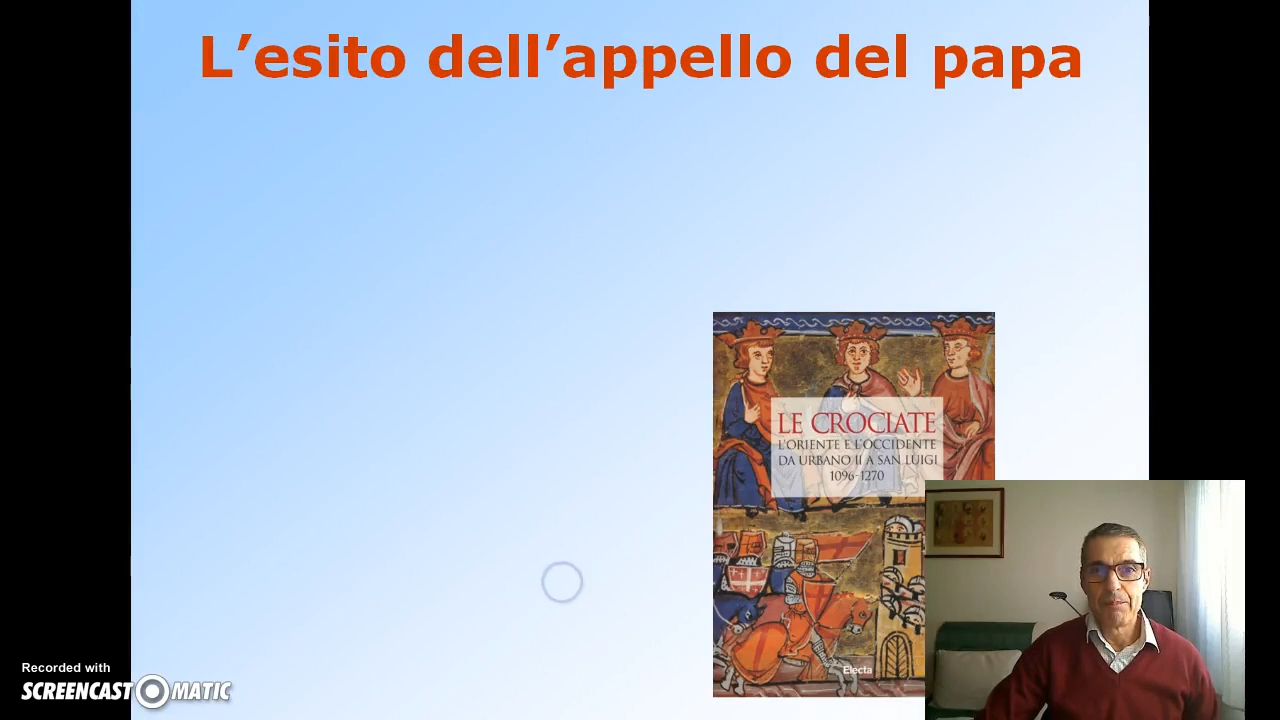 L’esito dell’appello del papa
LE CROCIATE
L'ORIENTE E L'OCCIDENTE
DA URBANO II A SAN LUIGI
1096-1270
Electa
Recorded with
SCREENCAST-O-MATIC